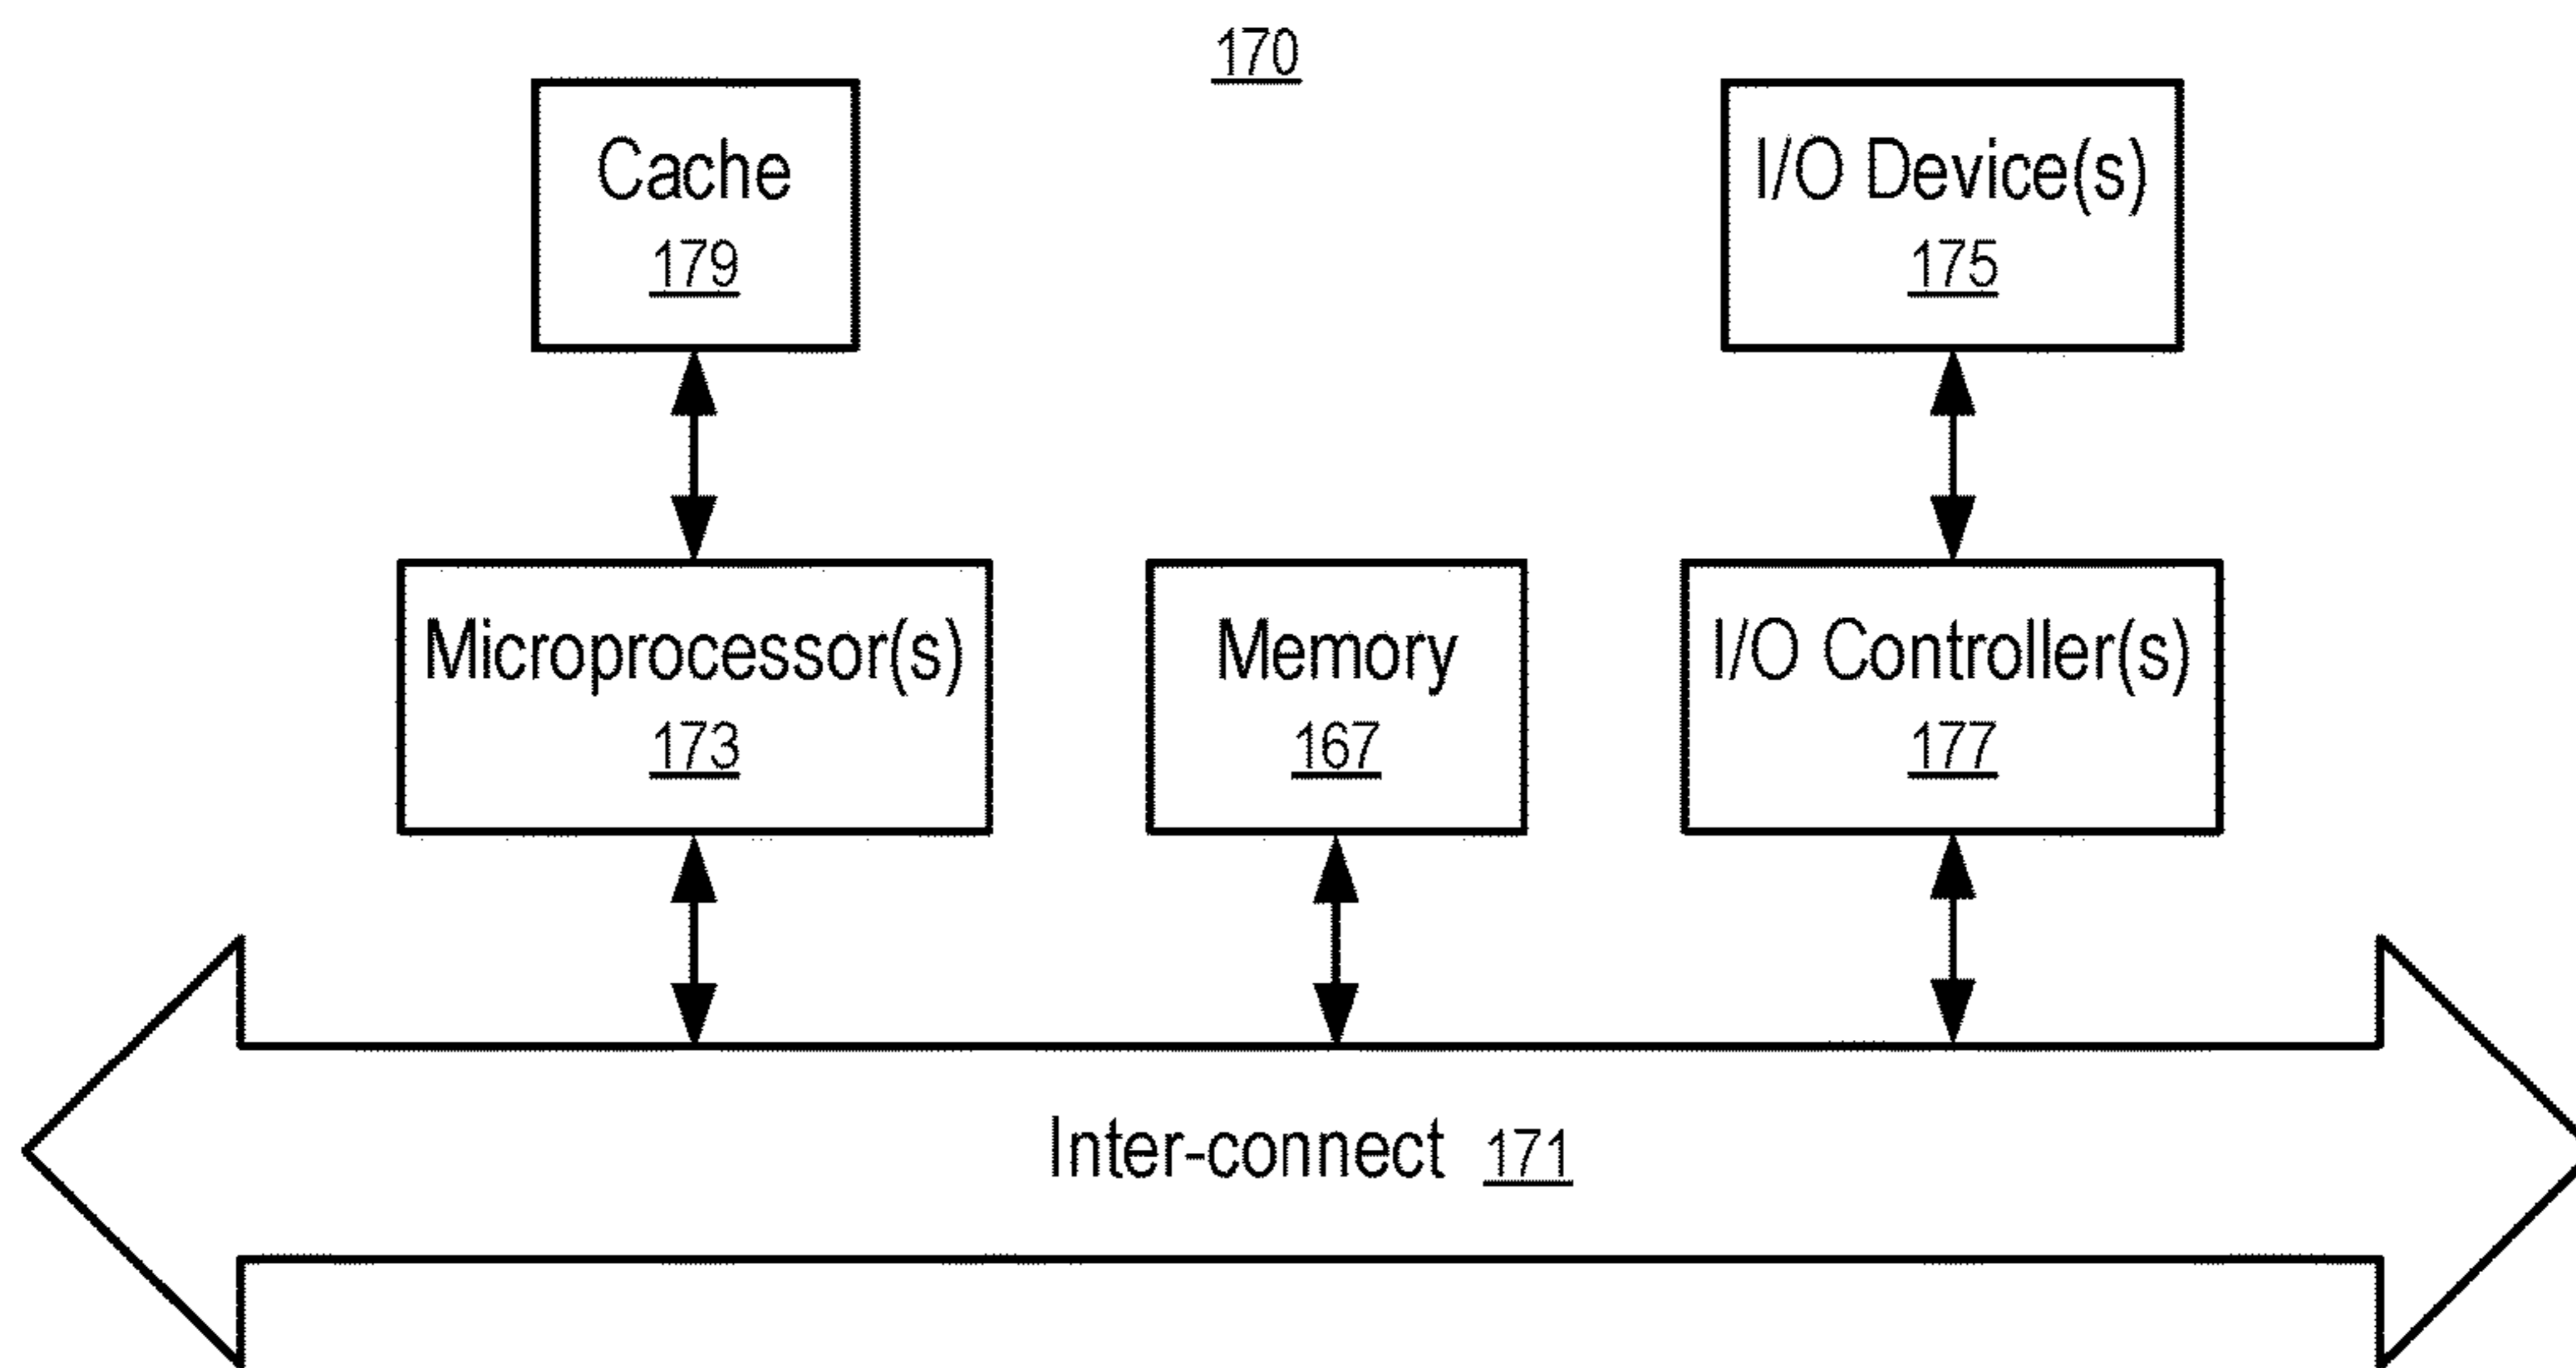 170
Cache
179
I/O Device(s)
175
Microprocessor(s)
173
Memory
167
I/O Controller(s)
177
Inter-connect 171